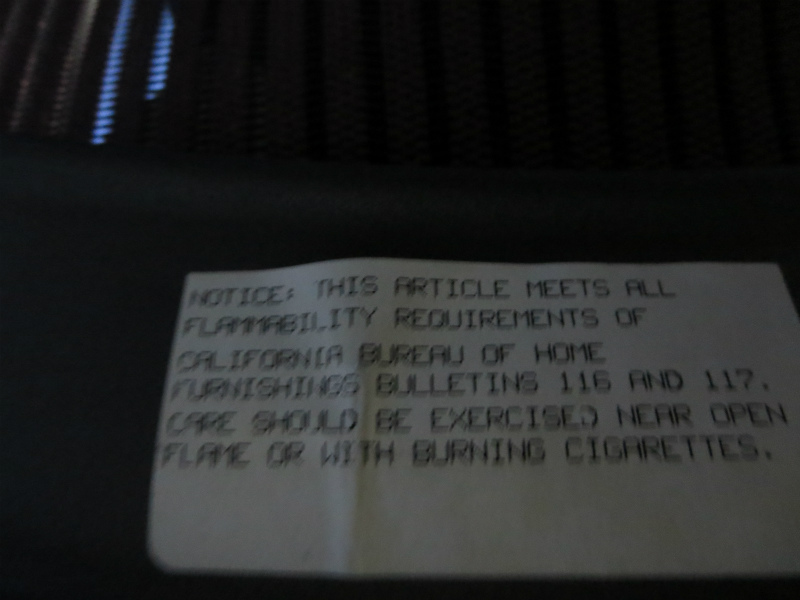 NOTICE: THIS ARTICLE MEETS ALL
FLAMMABILITY REQUIREMENTS OF
CALIFORNIA BUREAU OF HOME
FURNISHINGS BULLETINS 116 AND 117.
CARE SHOULD BE EXERCISED NEAR OPEN
FLAME OR WITH BURNING CIGARETTES.